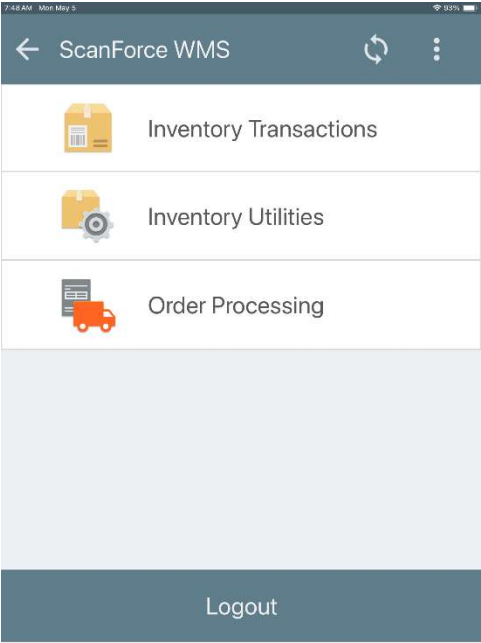 7:48 AM Mon May 5 93%
ScanForce WMS
Inventory Transactions
Inventory Utilities
Order Processing
Logout